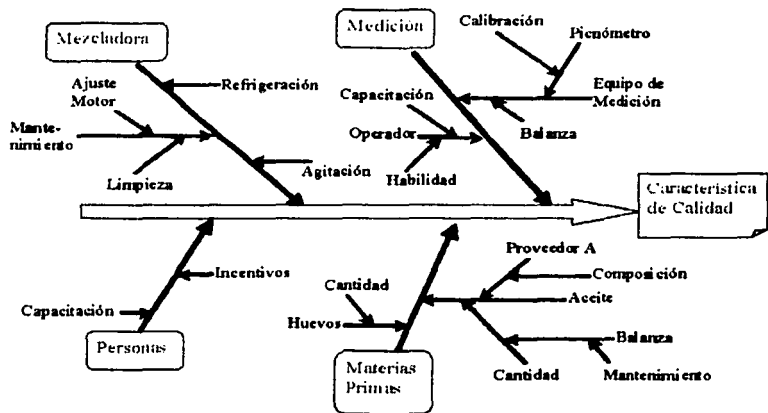 Mezcladora
Medición
Calibración
Picnómetro
Refrigeración
Ajuste
Motor
Capacitación
Equipo de
Medición
Mante-
nimiento
Operador
Balanza
Limpieza
Agitación
Habilidad
Característica
de Calidad
Proveedor A
Incentivos
Composición
Cantidad
Aceite
Capacitación
Huevos
Balanza
Personas
Materias
Primas
Cantidad
Mantenimiento